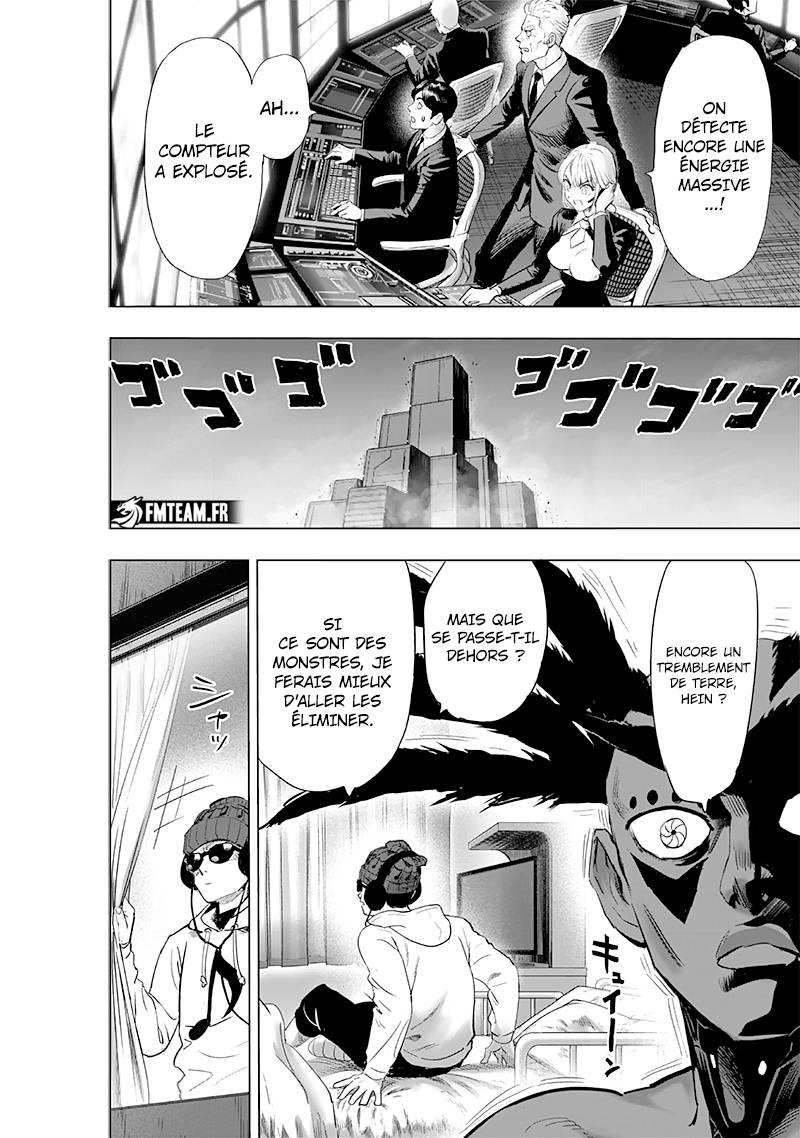 ON
DÉTECTE
ENCORE UNE
ÉNERGIE
MASSIVE
...!
AH...
LE
COMPTEUR
A EXPLOSÉ.
ゴゴゴゴ
ゴゴゴ
FMTEAM.FR
ENCORE UN
TREMBLEMENT
DE TERRE,
HEIN ?
MAIS QUE
SE PASSE-T-IL
DEHORS ?
SI
CE SONT DES
MONSTRES, JE
FERAIS MIEUX
D'ALLER LES
ÉLIMINER.
キュイーン
シャッ